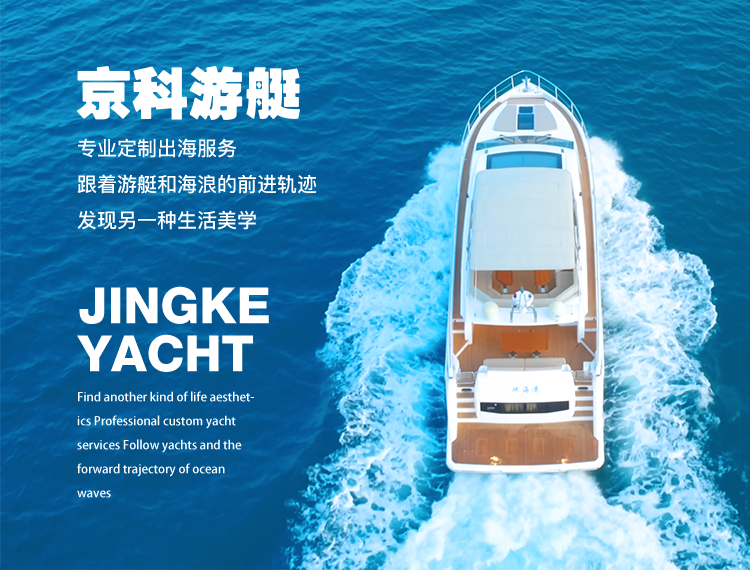 京科游艇
专业定制出海服务
跟着游艇和海浪的前进轨迹
发现另一种生活美学
JINGKE
YACHT
Find another kind of life aesthet-
ics Professional custom yacht
services Follow yachts and the
forward trajectory of ocean
waves